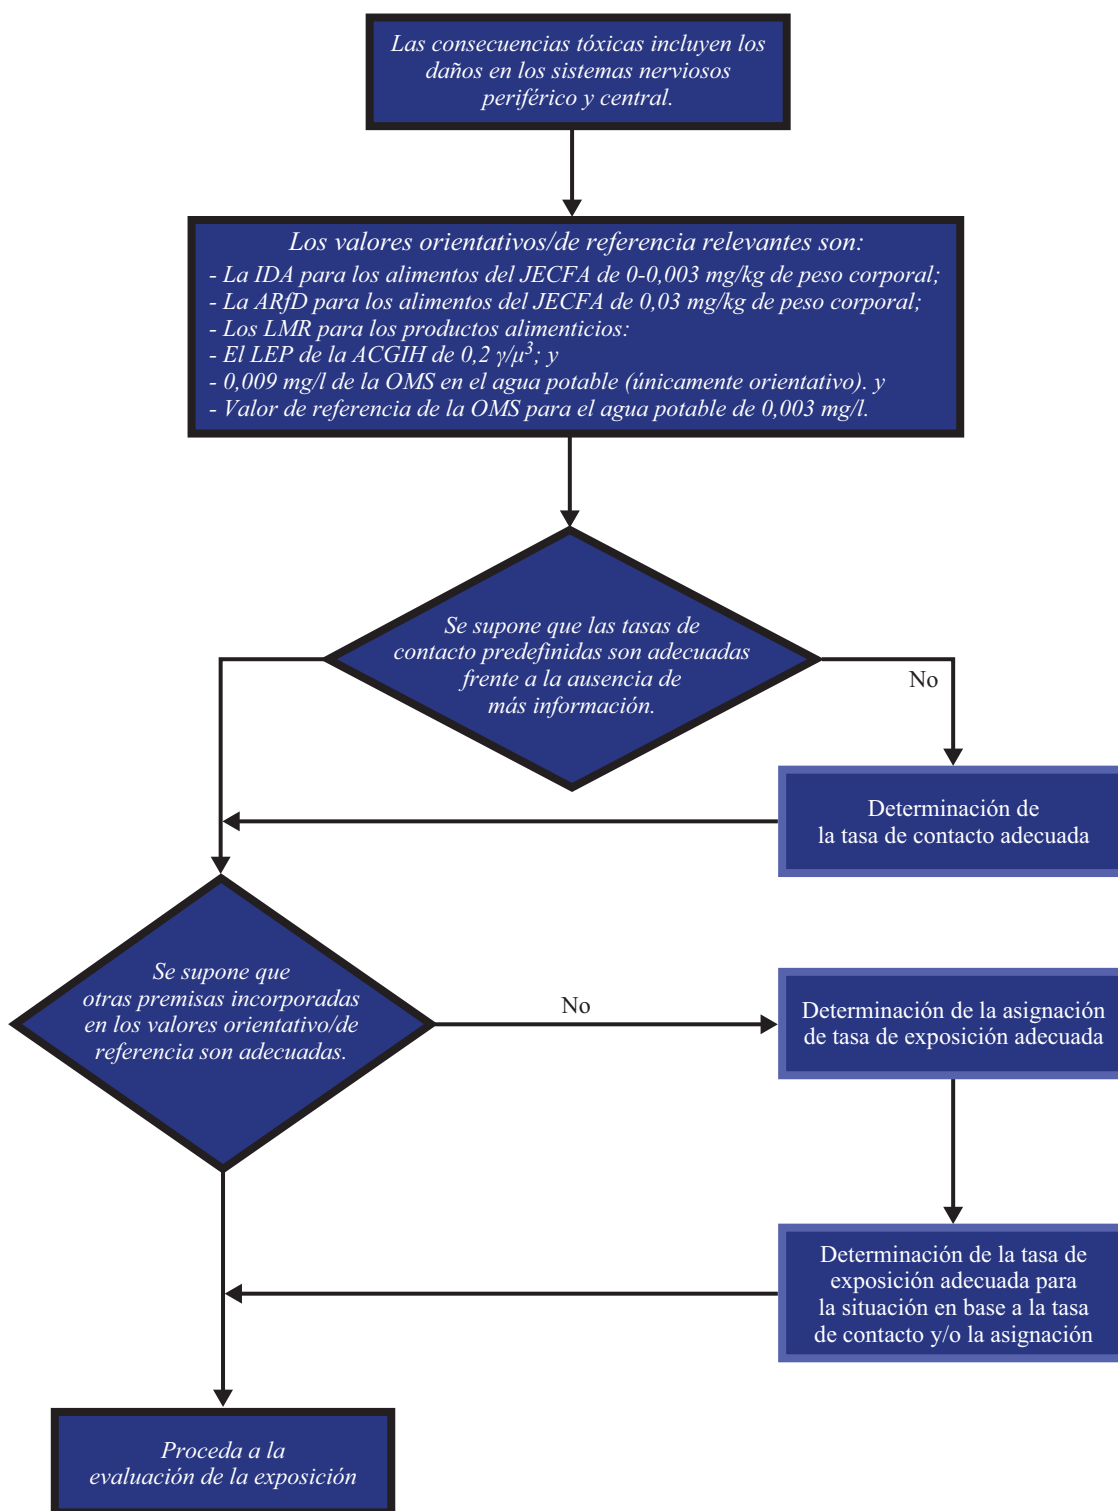 Las consecuencias tóxicas incluyen los
daños en los sistemas nerviosos
periférico y central.
Los valores orientativos/de referencia relevantes son:
- La IDA para los alimentos del JECFA de 0-0,003 mg/kg de peso corporal;
- La ARfD para los alimentos del JECFA de 0,03 mg/kg de peso corporal;
- Los LMR para los productos alimenticios:
- El LEP de la ACGIH de 0,2 γ/μ³; y
- 0,009 mg/l de la OMS en el agua potable (únicamente orientativo). y
- Valor de referencia de la OMS para el agua potable de 0,003 mg/l.
Se supone que las tasas de
contacto predefinidas son adecuadas
frente a la ausencia de
más información.
No
Determinación de
la tasa de contacto adecuada
Se supone que
otras premisas incorporadas
en los valores orientativo/de
referencia son adecuadas.
No
Determinación de la asignación
de tasa de exposición adecuada
Determinación de la tasa de
exposición adecuada para
la situación en base a la tasa
de contacto y/o la asignación
Proceda a la
evaluación de la exposición